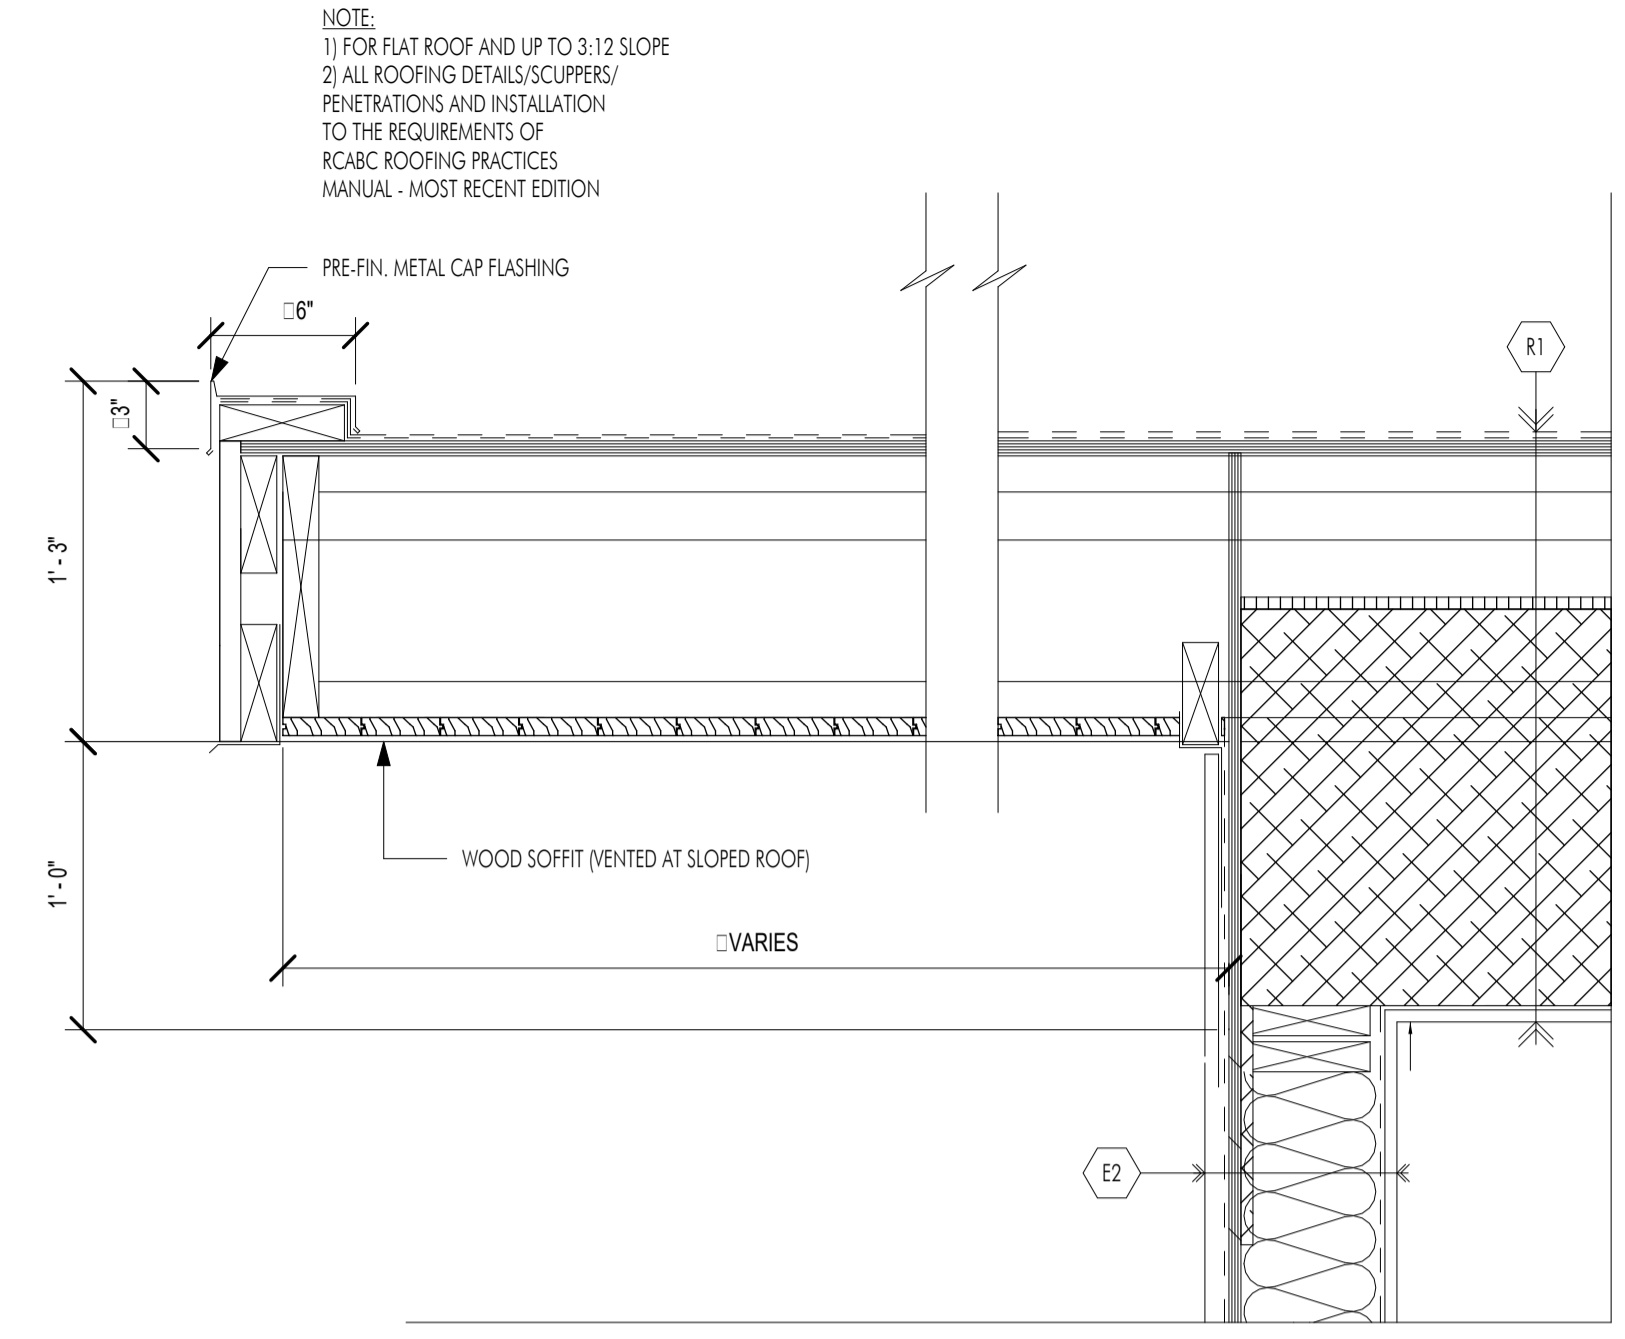 NOTE:
1) FOR FLAT ROOF AND UP TO 3:12 SLOPE
2) ALL ROOFING DETAILS/SCUPPERS/
PENETRATIONS AND INSTALLATION
TO THE REQUIREMENTS OF
RCABC ROOFING PRACTICES
MANUAL - MOST RECENT EDITION
PRE-FIN. METAL CAP FLASHING
□6"
R1
□3"
1' - 3"
WOOD SOFFIT (VENTED AT SLOPED ROOF)
1' - 0"
□VARIES
E2